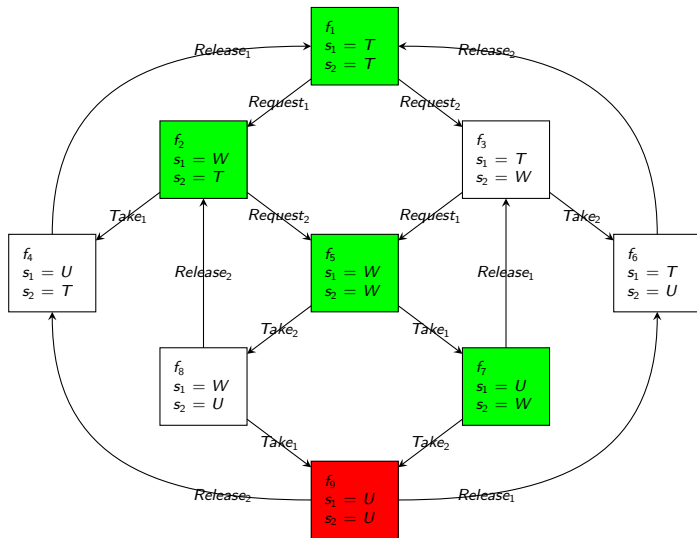 f₁
s₁ = T
s₂ = T
Release₁
Release₂
Request₁
Request₂
f₂
s₁ = W
s₂ = T
f₃
s₁ = T
s₂ = W
Take₁
Request₂
Request₁
Take₂
f₄
s₁ = U
s₂ = T
f₅
s₁ = W
s₂ = W
f₆
s₁ = T
s₂ = U
Release₂
Release₁
Take₂
Take₁
f₈
s₁ = W
s₂ = U
f₇
s₁ = U
s₂ = W
Take₁
Take₂
f₉
s₁ = U
s₂ = U
Release₂
Release₁